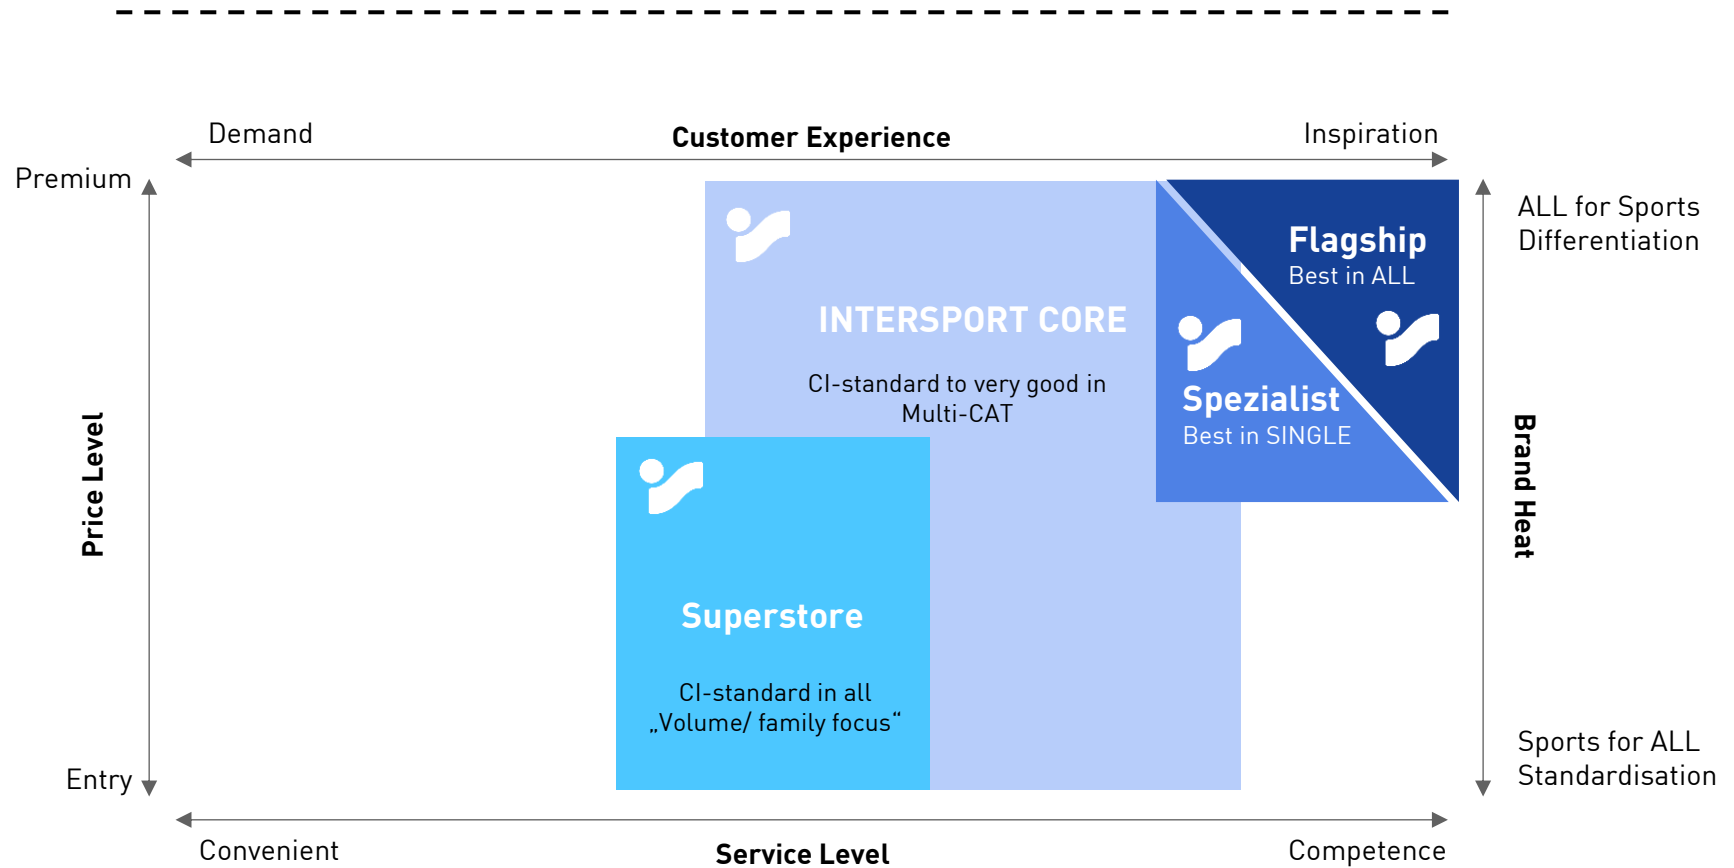 Demand
Customer Experience
Inspiration
Premium
ALL for Sports
Differentiation
Flagship
Best in ALL
INTERSPORT CORE
CI-standard to very good in
Multi-CAT
Spezialist
Best in SINGLE
Price Level
Brand Heat
Superstore
CI-standard in all
„Volume/ family focus“
Sports for ALL
Standardisation
Entry
Convenient
Service Level
Competence